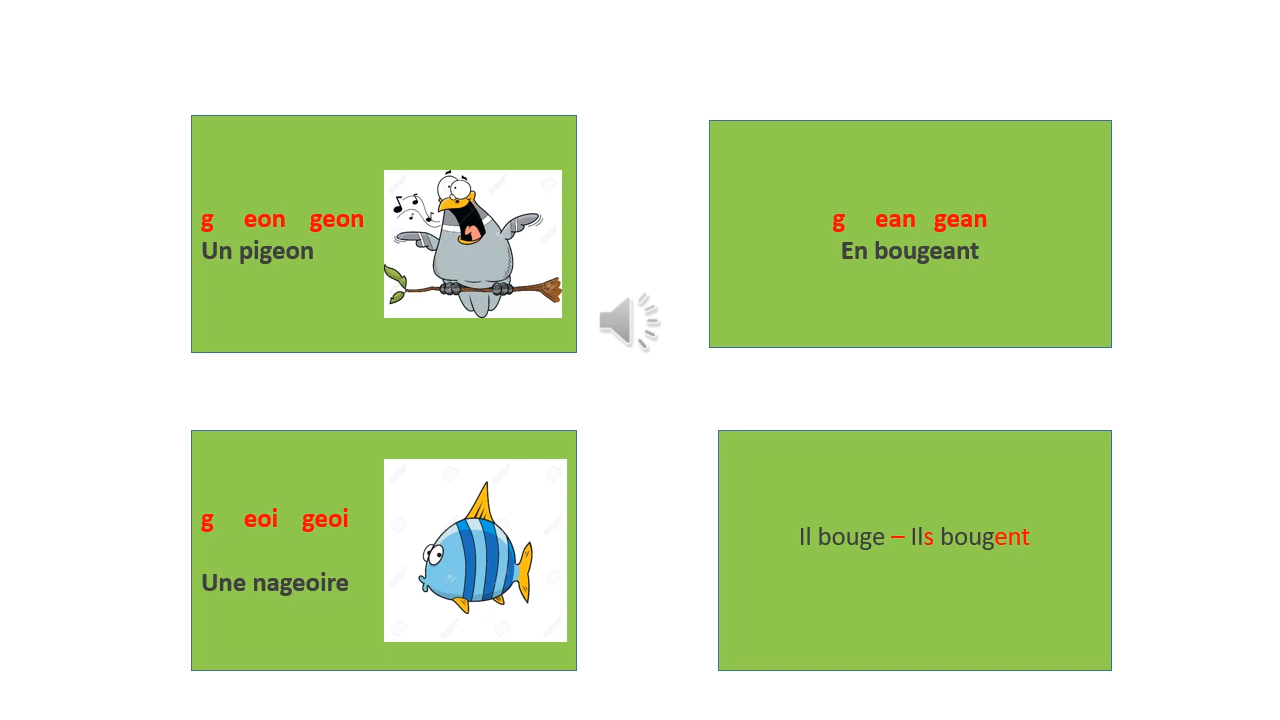 g eon geon
Un pigeon
g ean gean
En bougeant
g eoi geoi
Une nageoire
Il bouge – Ils bougent